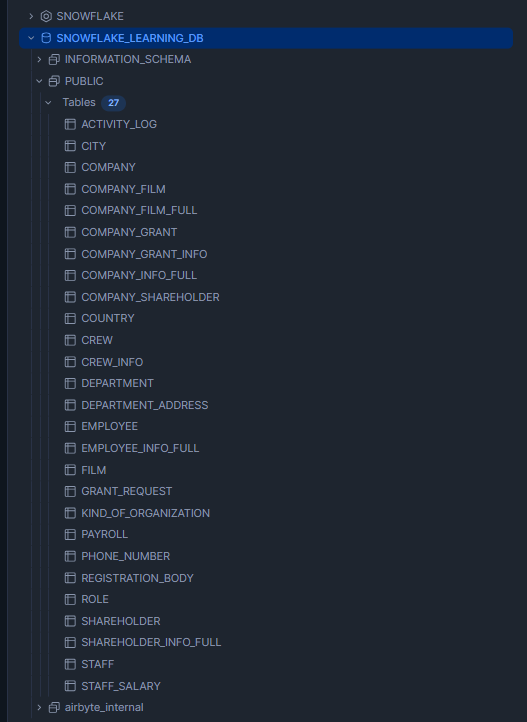 SNOWFLAKE
SNOWFLAKE_LEARNING_DB
INFORMATION_SCHEMA
PUBLIC
Tables 27
ACTIVITY_LOG
CITY
COMPANY
COMPANY_FILM
COMPANY_FILM_FULL
COMPANY_GRANT
COMPANY_GRANT_INFO
COMPANY_INFO_FULL
COMPANY_SHAREHOLDER
COUNTRY
CREW
CREW_INFO
DEPARTMENT
DEPARTMENT_ADDRESS
EMPLOYEE
EMPLOYEE_INFO_FULL
FILM
GRANT_REQUEST
KIND_OF_ORGANIZATION
PAYROLL
PHONE_NUMBER
REGISTRATION_BODY
ROLE
SHAREHOLDER
SHAREHOLDER_INFO_FULL
STAFF
STAFF_SALARY
airbyte_internal